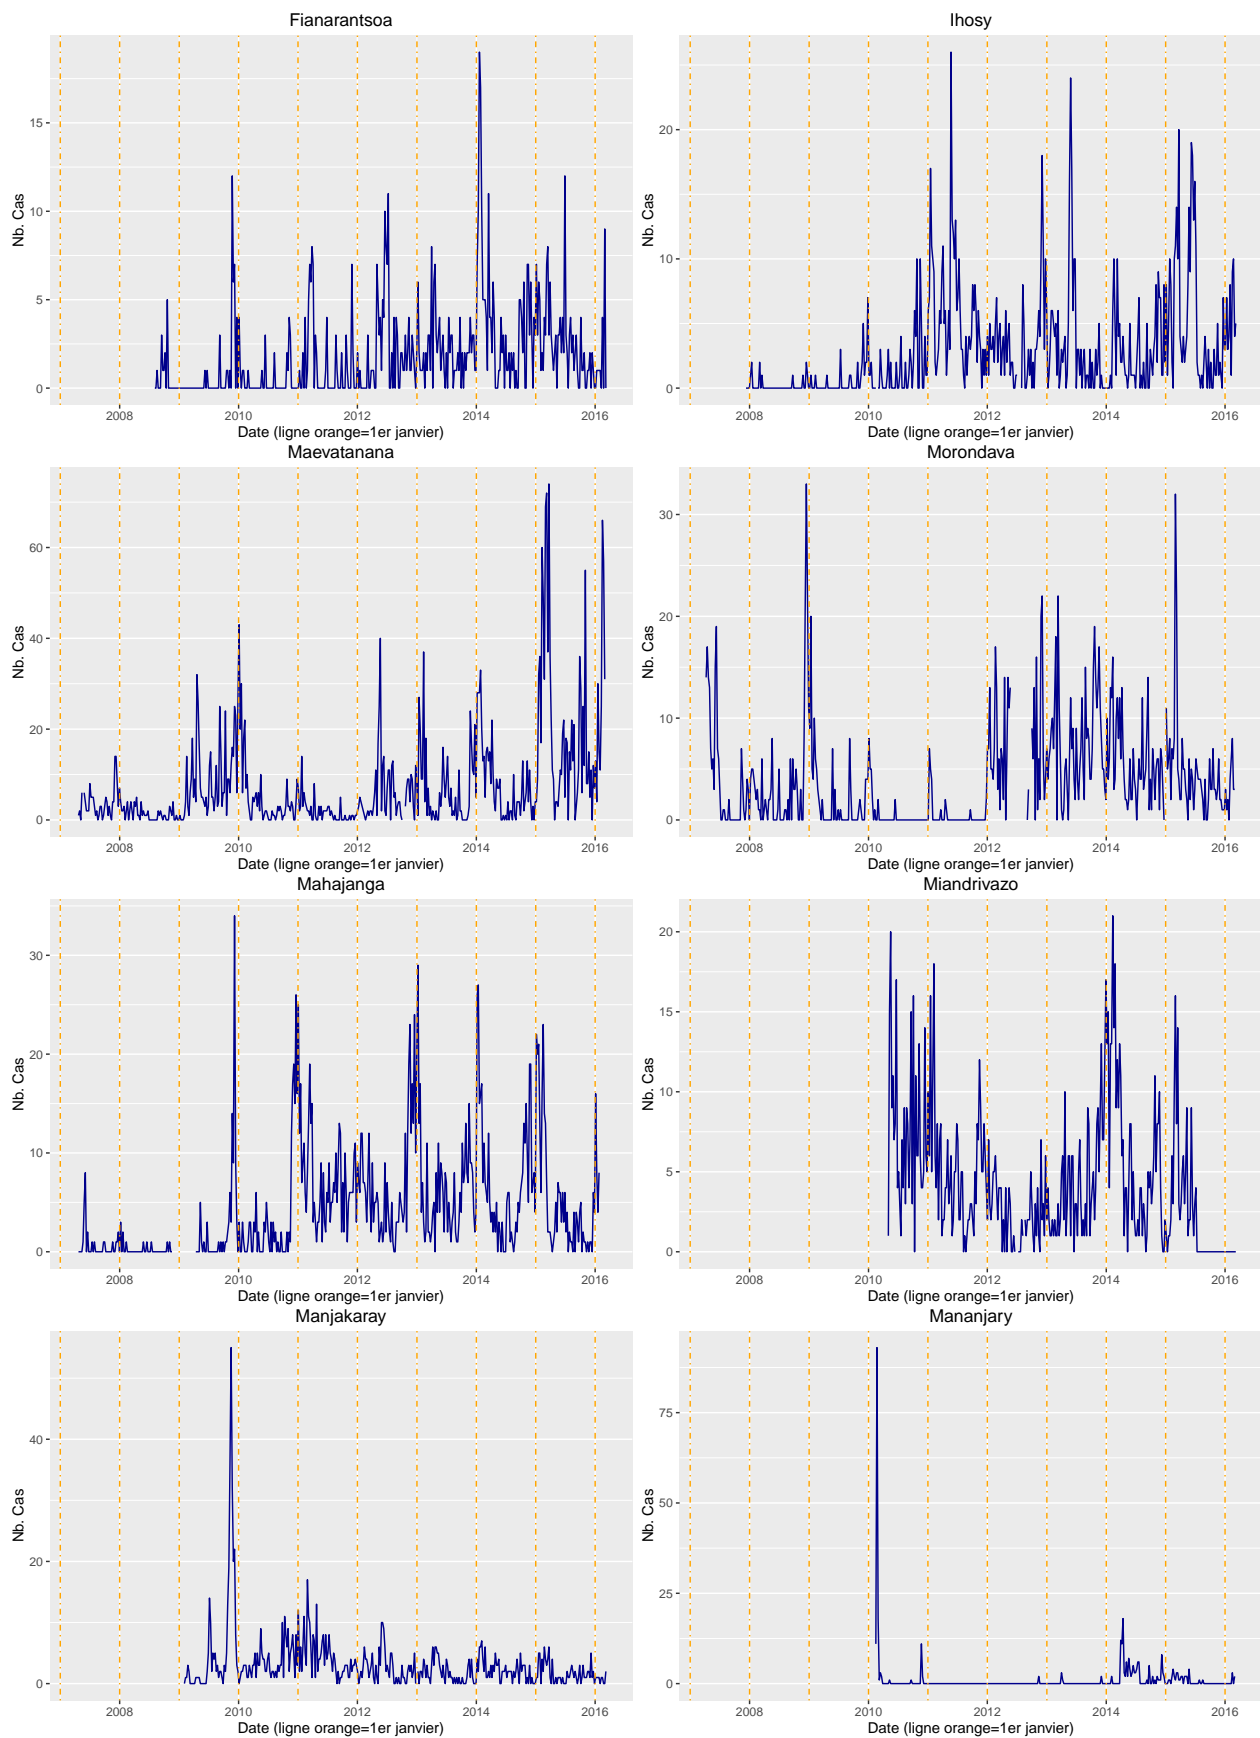 Fianarantsoa
Nb. Cas
15
10
5
0
2008 2010 2012 2014 2016
Date (ligne orange=1er janvier)
Ihosy
Nb. Cas
20
10
0
2008 2010 2012 2014 2016
Date (ligne orange=1er janvier)
Maevatanana
Nb. Cas
60
40
20
0
2008 2010 2012 2014 2016
Date (ligne orange=1er janvier)
Morondava
Nb. Cas
30
20
10
0
2008 2010 2012 2014 2016
Date (ligne orange=1er janvier)
Mahajanga
Nb. Cas
30
20
10
0
2008 2010 2012 2014 2016
Date (ligne orange=1er janvier)
Miandrivazo
Nb. Cas
20
15
10
5
0
2008 2010 2012 2014 2016
Date (ligne orange=1er janvier)
Manjakaray
Nb. Cas
40
20
0
2008 2010 2012 2014 2016
Date (ligne orange=1er janvier)
Mananjary
Nb. Cas
75
50
25
0
2008 2010 2012 2014 2016
Date (ligne orange=1er janvier)